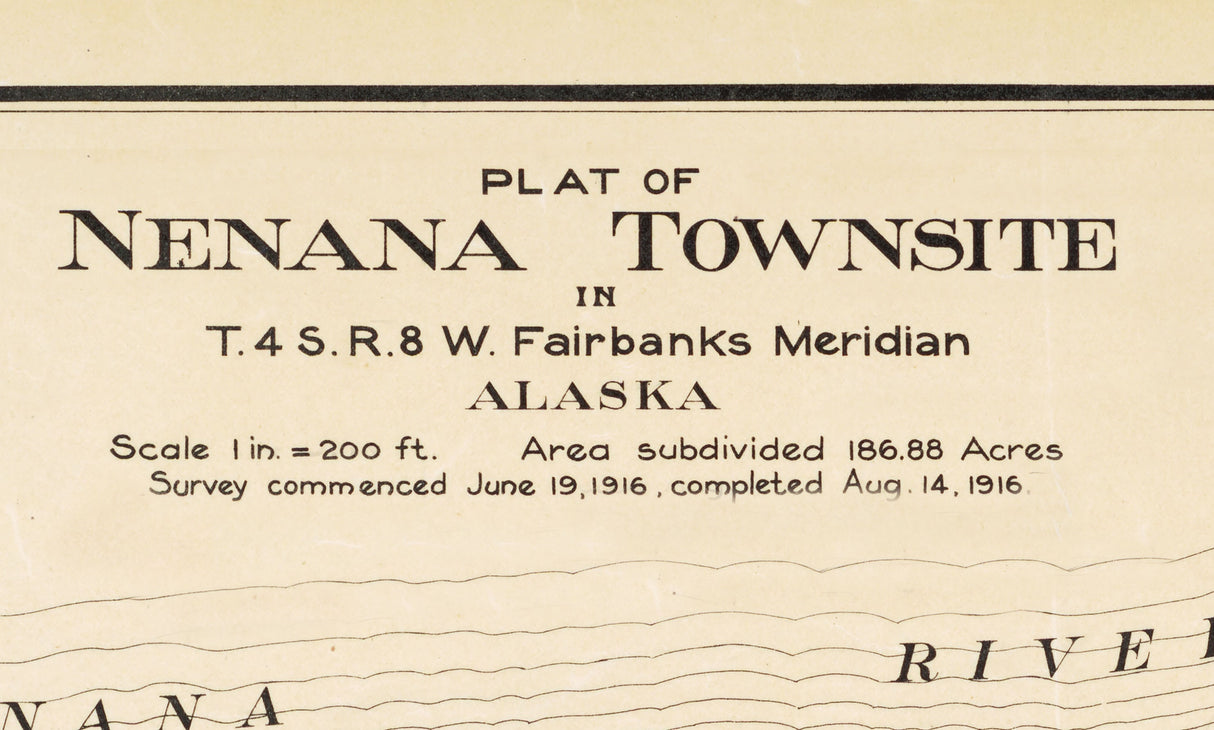 PLAT OF
NENANA TOWNSITE
IN
T. 4 S. R. 8 W. Fairbanks Meridian
ALASKA
Scale 1 in. = 200 ft. Area subdivided 186.88 Acres
Survey commenced June 19, 1916, completed Aug. 14, 1916.
RIVE
NANA